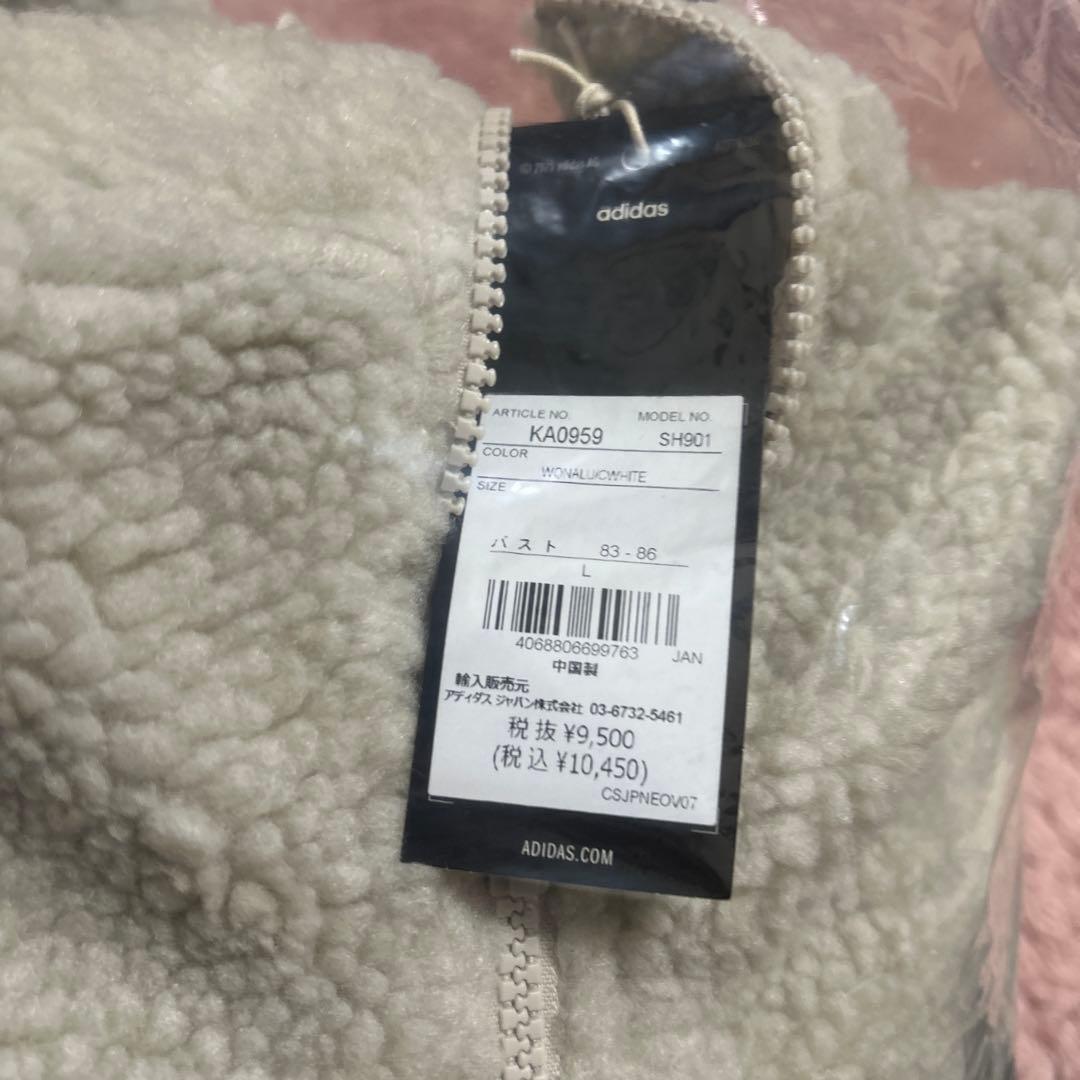 adidas
ARTICLE NO. MODEL NO.
KA0959 SH901
COLOR
WONALU/CWHITE
SIZE
バスト 83 - 86
L
4068806699763 JAN
中国製
輸入販売元
アディダス ジャパン株式会社 03-6732-5461
税抜 ¥9,500
(税込 ¥10,450)
CSJPNEOV07
ADIDAS.COM